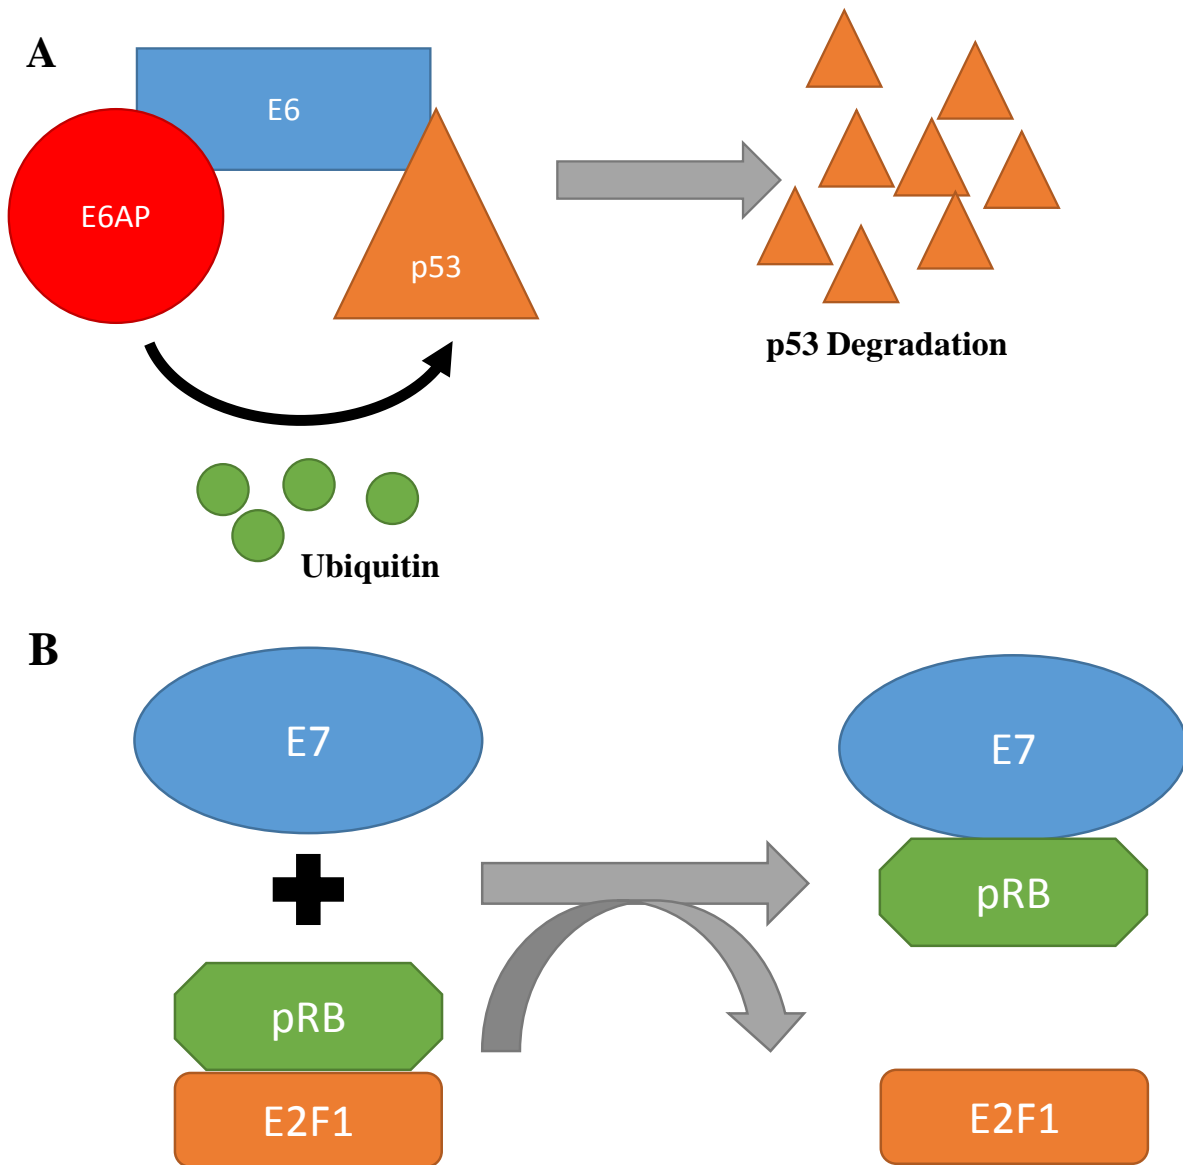 A
E6
E6AP
p53
p53 Degradation
Ubiquitin
B
E7
E7
pRB
pRB
E2F1
E2F1